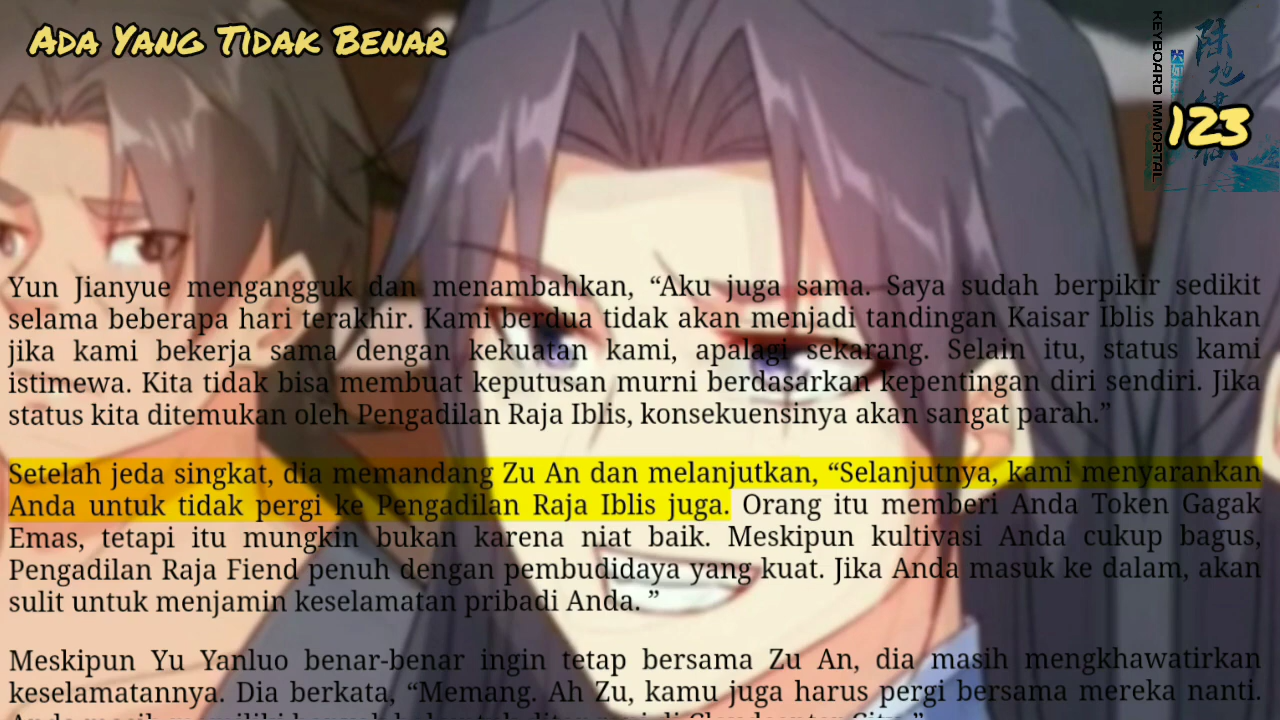 Ada Yang Tidak Benar
KEYBOARD IMMORTAL
123
Yun Jianyue mengangguk dan menambahkan, “Aku juga sama. Saya sudah berpikir sedikit
selama beberapa hari terakhir. Kami berdua tidak akan menjadi tandingan Kaisar Iblis bahkan
jika kami bekerja sama dengan kekuatan kami, apalagi sekarang. Selain itu, status kami
istimewa. Kita tidak bisa membuat keputusan murni berdasarkan kepentingan diri sendiri. Jika
status kita ditemukan oleh Pengadilan Raja Iblis, konsekuensinya akan sangat parah.”
Setelah jeda singkat, dia memandang Zu An dan melanjutkan, “Selanjutnya, kami menyarankan
Anda untuk tidak pergi ke Pengadilan Raja Iblis juga. Orang itu memberi Anda Token Gagak
Emas, tetapi itu mungkin bukan karena niat baik. Meskipun kultivasi Anda cukup bagus,
Pengadilan Raja Fiend penuh dengan pembudidaya yang kuat. Jika Anda masuk ke dalam, akan
sulit untuk menjamin keselamatan pribadi Anda. ”
Meskipun Yu Yanluo benar-benar ingin tetap bersama Zu An, dia masih mengkhawatirkan
keselamatannya. Dia berkata, “Memang. Ah Zu, kamu juga harus pergi bersama mereka nanti.